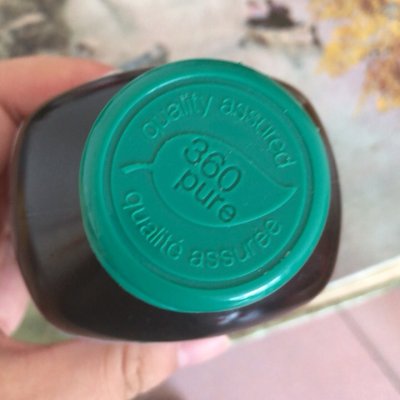 quality assured
360
pure
qualité assurée